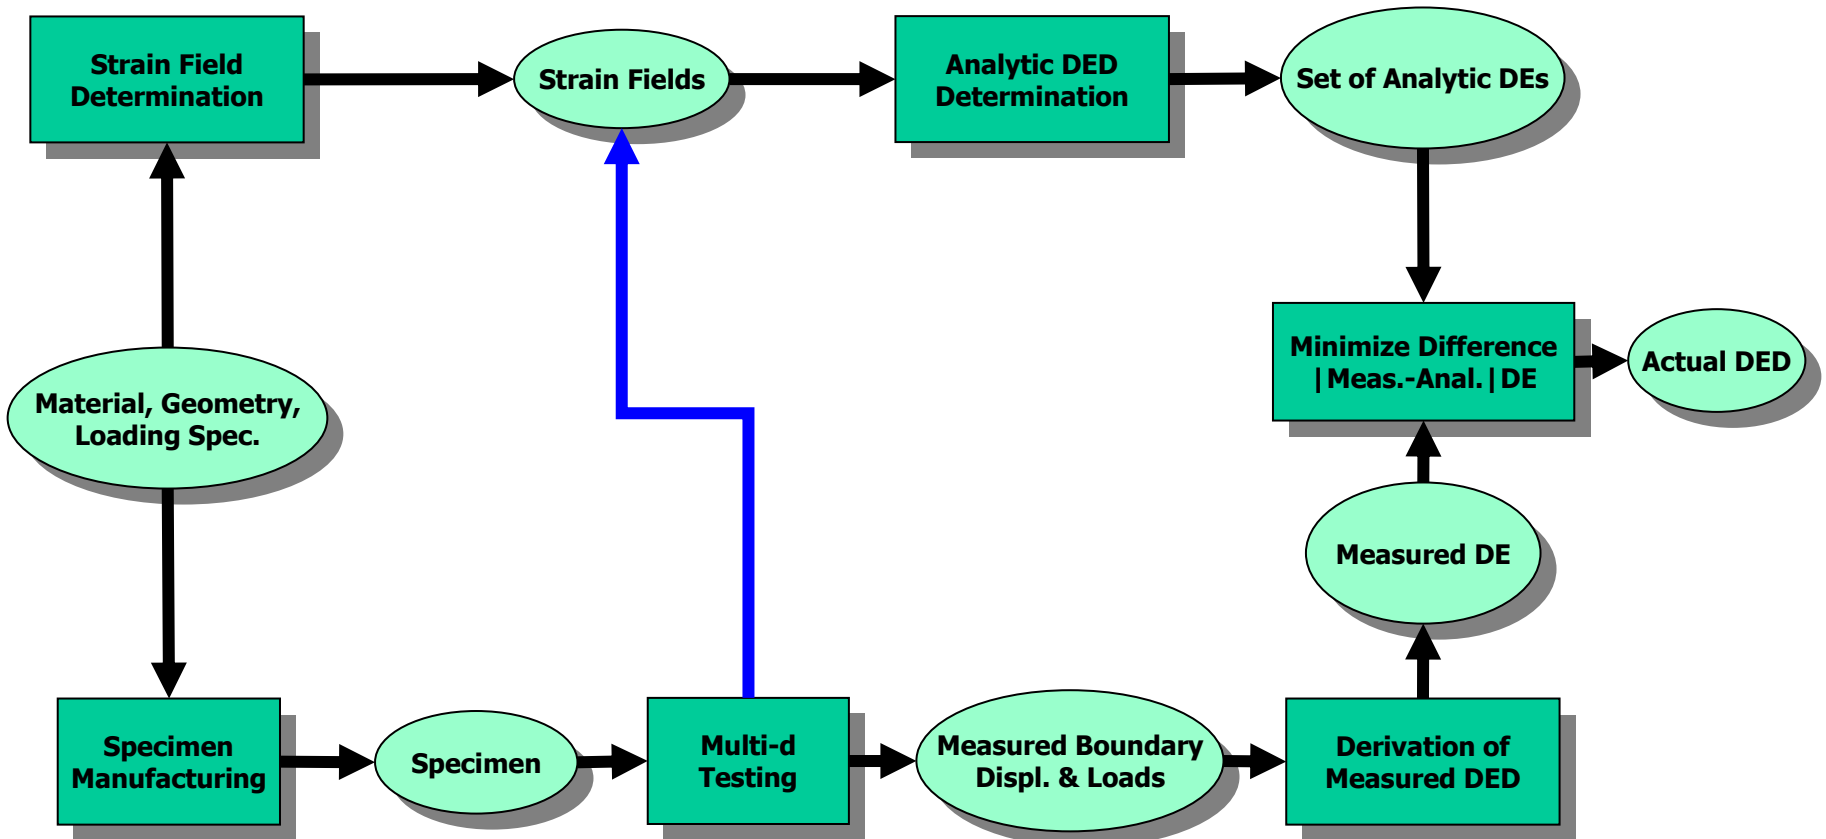 Strain Field
Determination
Strain Fields
Analytic DED
Determination
Set of Analytic DEs
Minimize Difference
|Meas.-Anal.|DE
Actual DED
Material, Geometry,
Loading Spec.
Measured DE
Specimen
Manufacturing
Specimen
Multi-d
Testing
Measured Boundary
Displ. & Loads
Derivation of
Measured DED